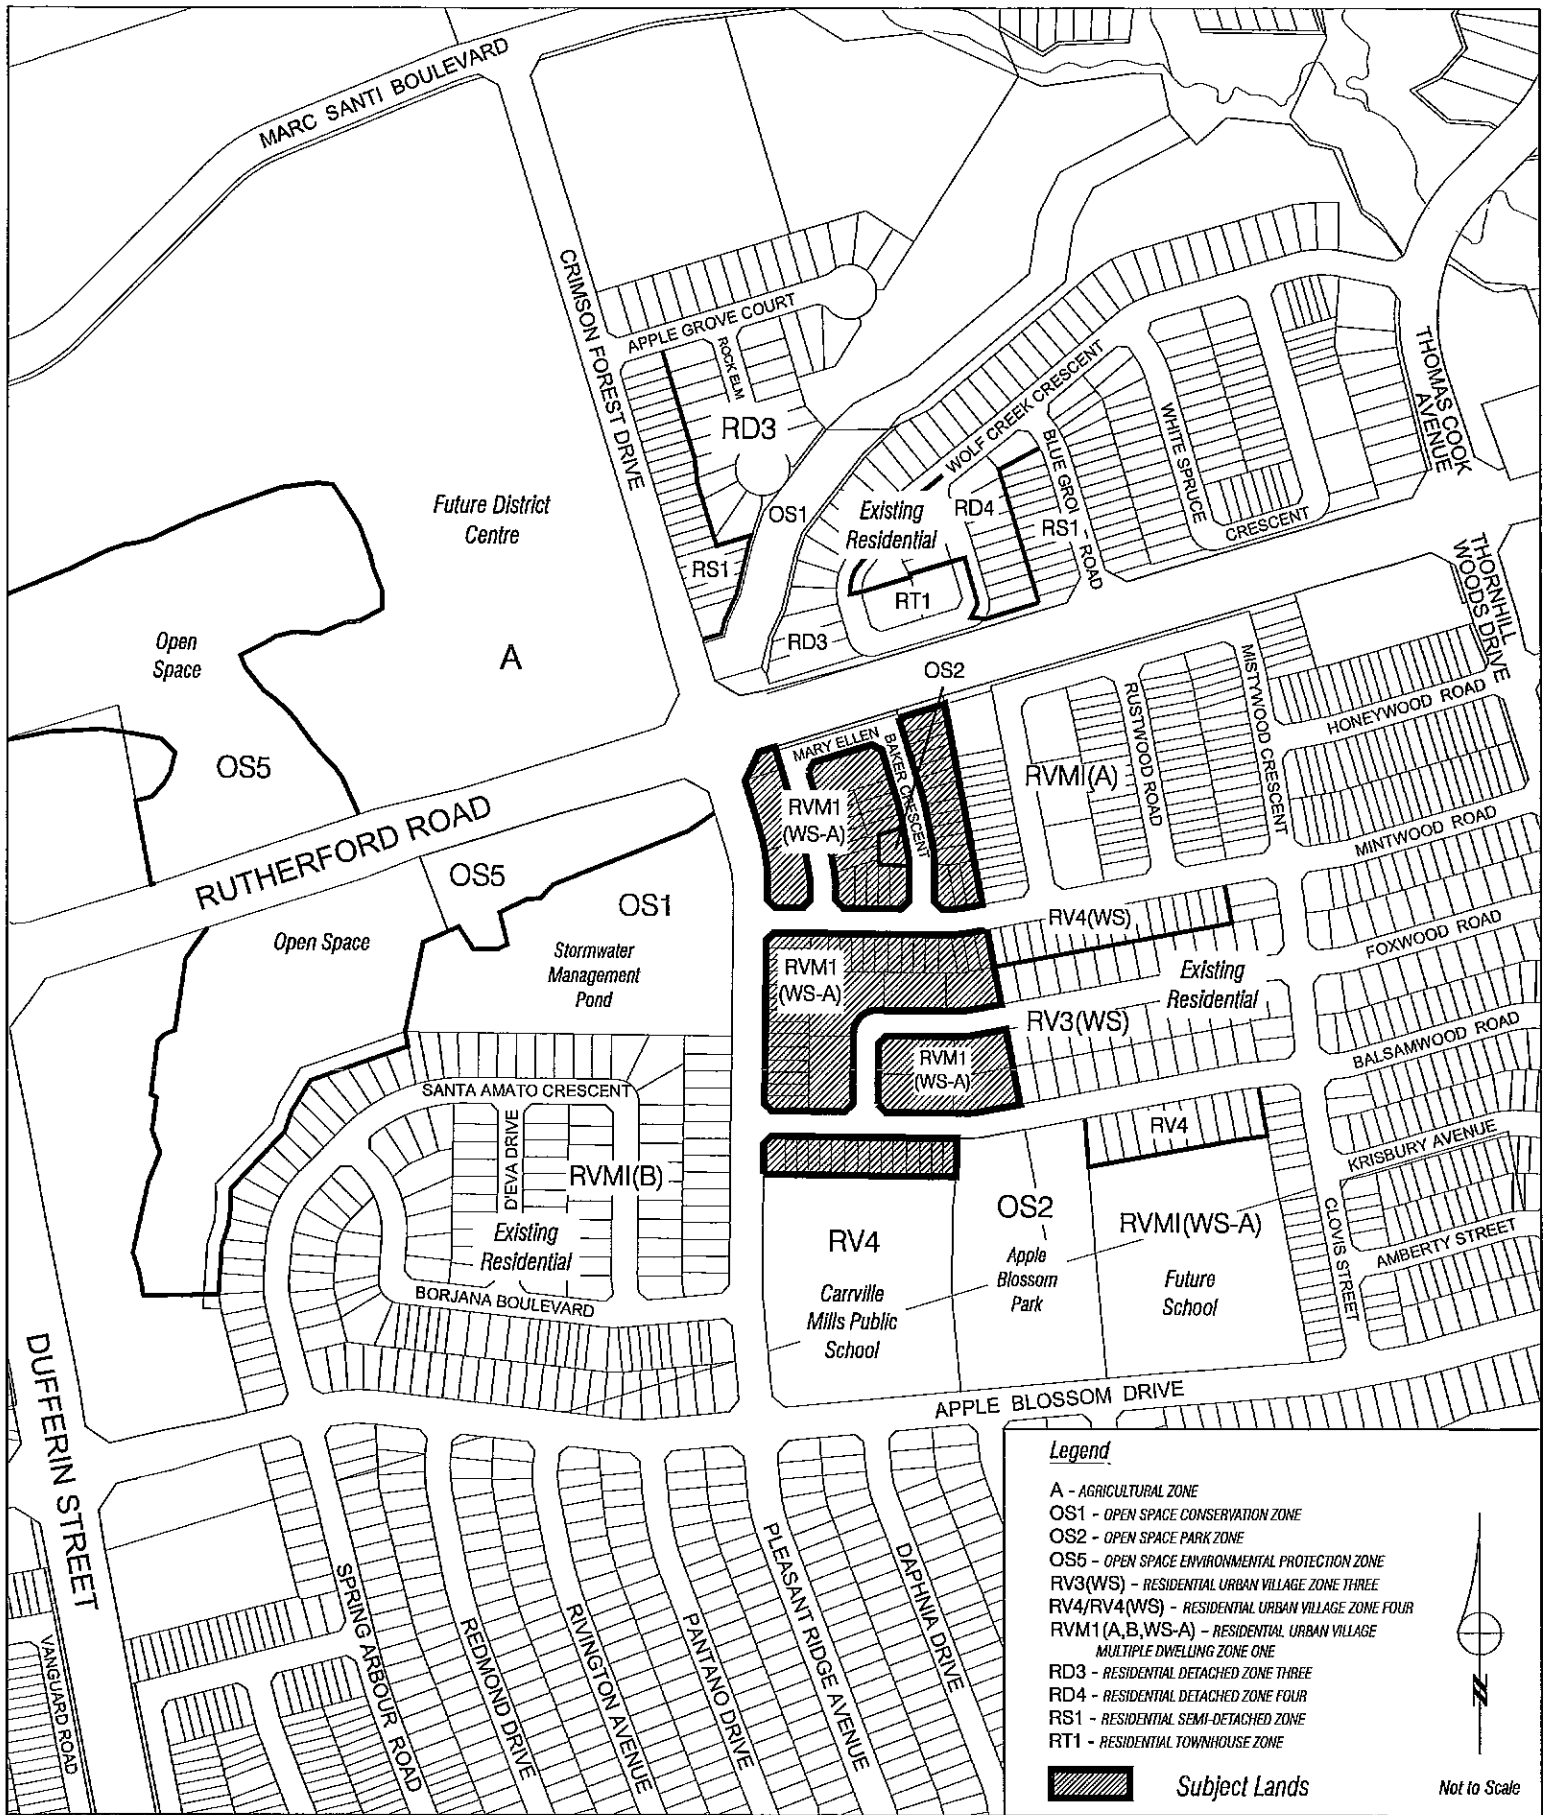 MARC SANTI BOULEVARD
CRIMSON FOREST DRIVE
APPLE GROVE COURT
ROCK ELM
RD3
WOLF CREEK CRESCENT
WHITE SPRUCE
CRESCENT
THOMAS COOK
AVENUE
Future District
Centre
OS1
Existing
Residential
RD4
BLUE GROVE ROAD
RS1
RS1
RT1
RD3
THORNHILL
WOODS DRIVE
Open
Space
A
OS2
OS5
MARY ELLEN
BAKER CRESCENT
RVM1
(WS-A)
RVM1(A)
RUSTWOOD ROAD
MISTYWOOD CRESCENT
HONEYWOOD ROAD
MINTWOOD ROAD
RUTHERFORD ROAD
OS5
OS1
Open Space
Stormwater
Management
Pond
RV4(WS)
FOXWOOD ROAD
RVM1
(WS-A)
Existing
Residential
RV3(WS)
BALSAMWOOD ROAD
RVM1
(WS-A)
SANTA AMATO CRESCENT
D'EVA DRIVE
RVM1(B)
Existing
Residential
BORJANA BOULEVARD
RV4
KRISBURY AVENUE
CLOVIS STREET
AMBERTY STREET
RV4
Carrville
Mills Public
School
OS2
Apple
Blossom
Park
RVM1(WS-A)
Future
School
APPLE BLOSSOM DRIVE
DUFFERIN STREET
VANGUARD ROAD
SPRING ARBOUR ROAD
REDMOND DRIVE
RIVINGTON AVENUE
PANTANO DRIVE
PLEASANT RIDGE AVENUE
DAPHNIA DRIVE
Legend
A - AGRICULTURAL ZONE
OS1 - OPEN SPACE CONSERVATION ZONE
OS2 - OPEN SPACE PARK ZONE
OS5 - OPEN SPACE ENVIRONMENTAL PROTECTION ZONE
RV3(WS) - RESIDENTIAL URBAN VILLAGE ZONE THREE
RV4/RV4(WS) - RESIDENTIAL URBAN VILLAGE ZONE FOUR
RVM1(A,B,WS-A) - RESIDENTIAL URBAN VILLAGE
MULTIPLE DWELLING ZONE ONE
RD3 - RESIDENTIAL DETACHED ZONE THREE
RD4 - RESIDENTIAL DETACHED ZONE FOUR
RS1 - RESIDENTIAL SEMI-DETACHED ZONE
RT1 - RESIDENTIAL TOWNHOUSE ZONE
Subject Lands
N
Not to Scale